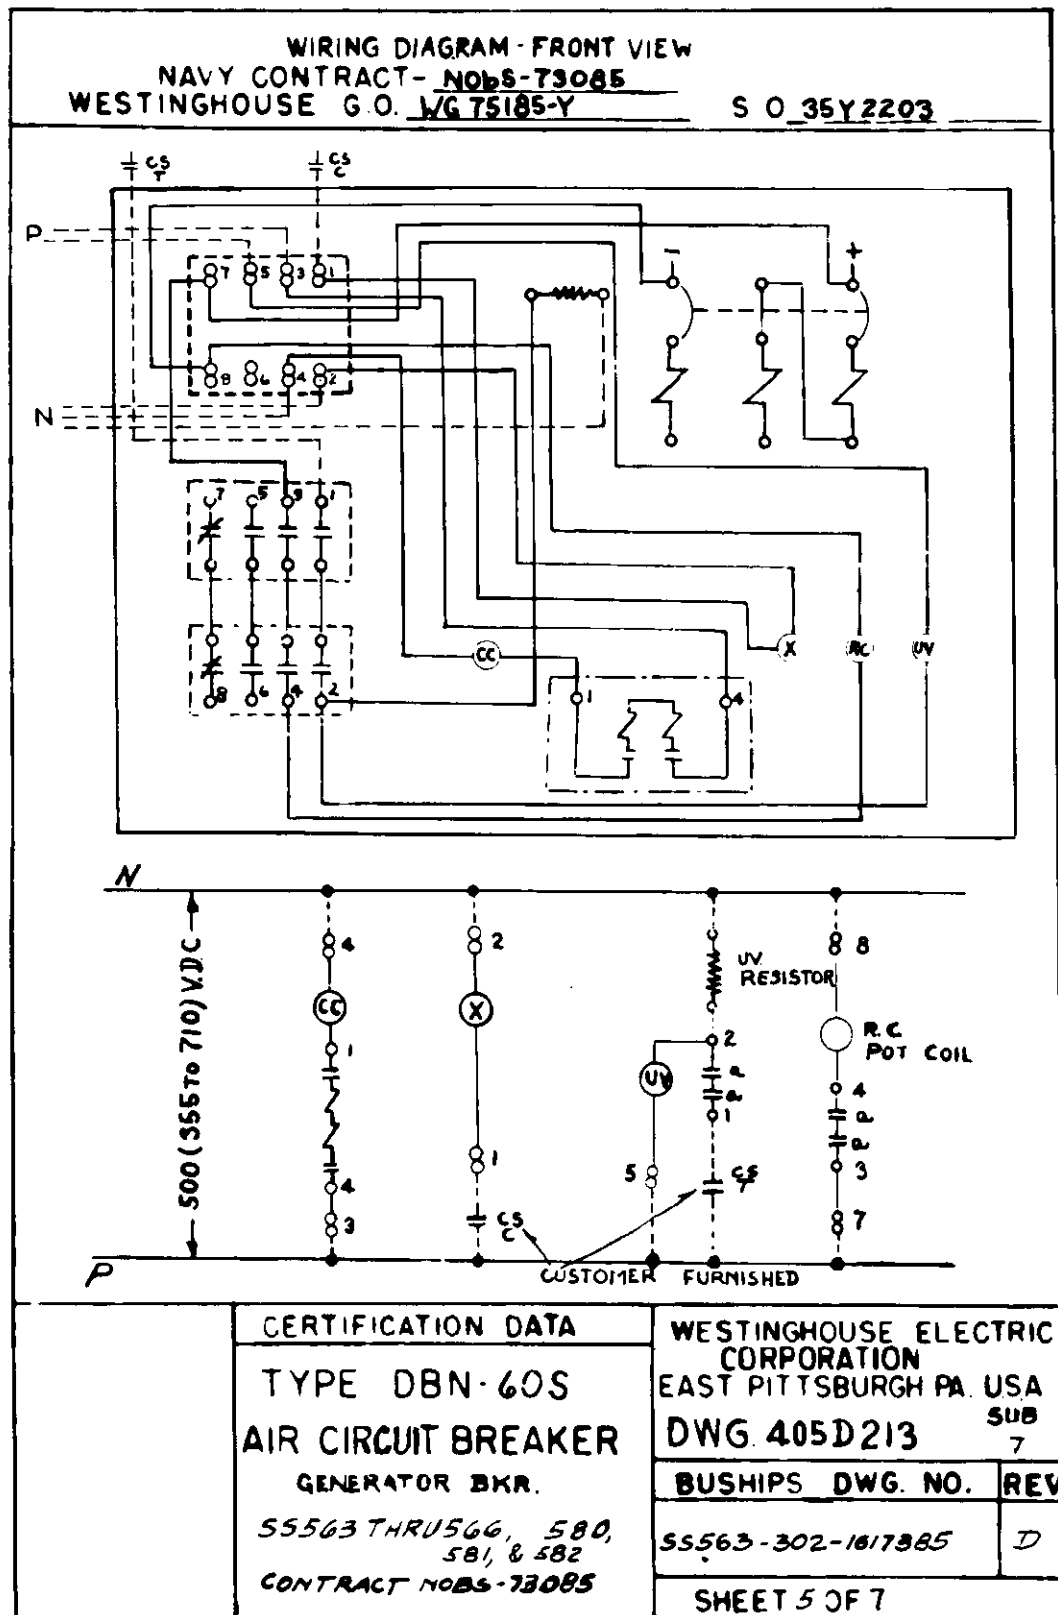 WIRING DIAGRAM - FRONT VIEW
NAVY CONTRACT- NObS-73085
WESTINGHOUSE G.O. WG 75185-Y S O 35Y2203
CS
T
CS
C
P
7 5 3 1
- +
8 6 4 2
N
7 5 3 1
CC X RC UV
8 6 4 2
1 4
N
4 2 8
UV
RESISTOR
500 (355 TO 710) V.D.C
CC X
R.C.
POT COIL
1 2
UV
a
a
4
a
a
1 1
5
CS
T
3
4
3
CS
C
7
P
CUSTOMER FURNISHED
CERTIFICATION DATA
TYPE DBN-60S
AIR CIRCUIT BREAKER
GENERATOR BKR.
SS563 THRU 566, 580,
581, & 582
CONTRACT NOBS-73085
WESTINGHOUSE ELECTRIC
CORPORATION
EAST PITTSBURGH PA. USA
DWG. 405D213 SUB
7
BUSHIPS DWG. NO. REV
SS563-302-1617385 D
SHEET 5 OF 7